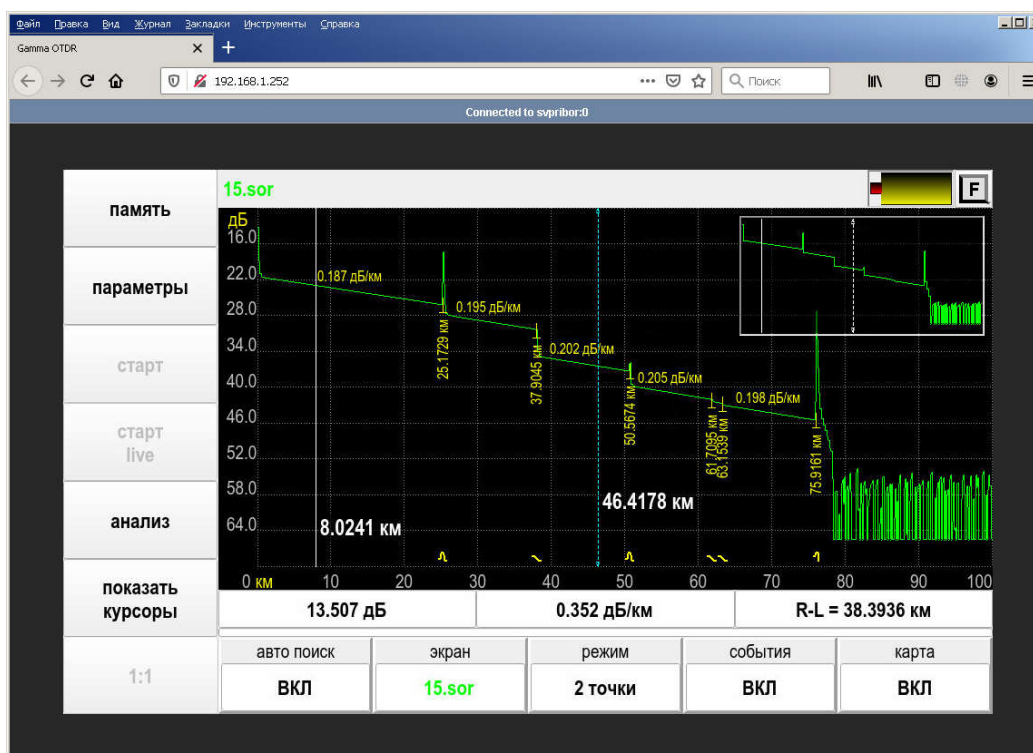 Файл Правка Вид Журнал Закладки Инструменты Справка
Gamma OTDR
192.168.1.252
Поиск
Connected to svpribor:0
память
15.sor
F
дБ
16.0
22.0
28.0
34.0
40.0
46.0
52.0
58.0
64.0
0.187 дБ/км
0.195 дБ/км
0.202 дБ/км
0.205 дБ/км
0.198 дБ/км
25.1729 км
37.9045 км
50.5674 км
61.7095 км
63.1539 км
75.9161 км
8.0241 км
46.4178 км
0 км 10 20 30 40 50 60 70 80 90 100
параметры
старт
старт
live
анализ
показать
курсоры
1:1
13.507 дБ 0.352 дБ/км R-L = 38.3936 км
авто поиск экран режим события карта
ВКЛ 15.sor 2 точки ВКЛ ВКЛ